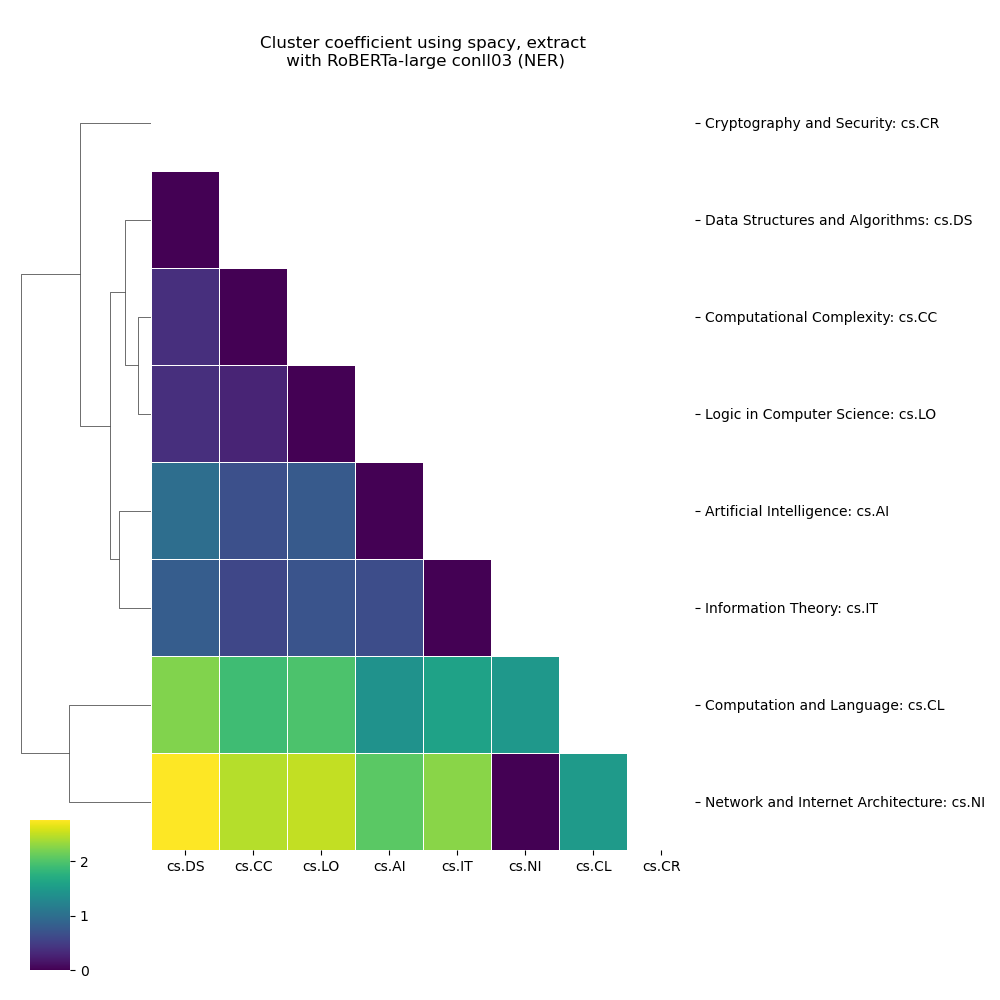 Cluster coefficient using spacy, extract
with RoBERTa-large conll03 (NER)
Cryptography and Security: cs.CR
Data Structures and Algorithms: cs.DS
Computational Complexity: cs.CC
Logic in Computer Science: cs.LO
Artificial Intelligence: cs.AI
Information Theory: cs.IT
Computation and Language: cs.CL
Network and Internet Architecture: cs.NI
cs.DS cs.CC cs.LO cs.AI cs.IT cs.NI cs.CL cs.CR
2
1
0